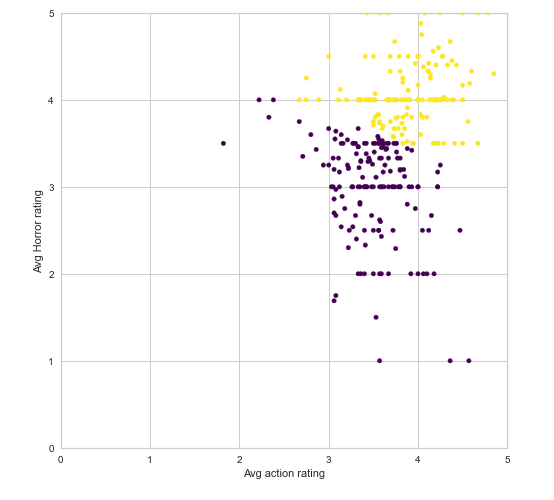 5
4
3
2
1
0
Avg Horror rating
0 1 2 3 4 5
Avg action rating